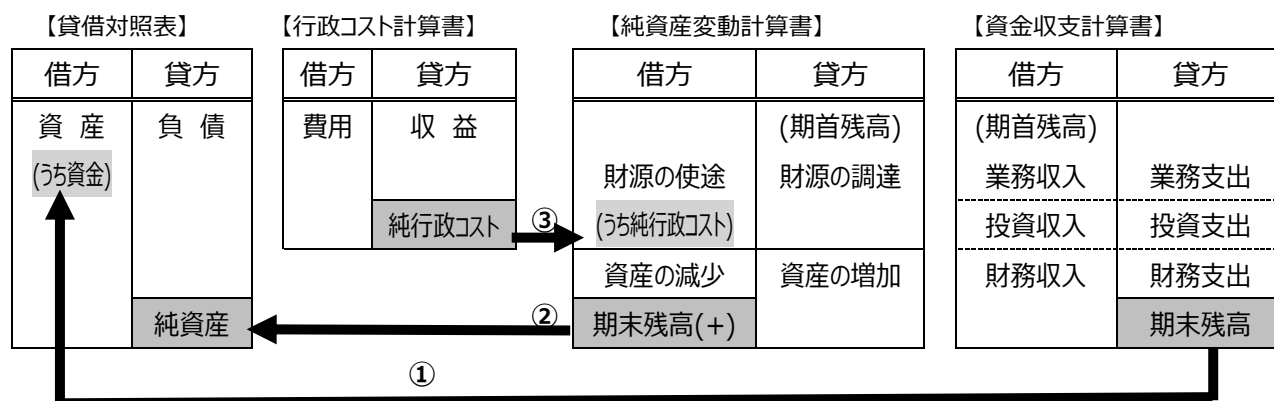 【貸借対照表】 【行政コスト計算書】 【純資産変動計算書】 【資金収支計算書】
借方 貸方 借方 貸方 借方 貸方 借方 貸方
資 産 負 債 費用 収 益 (期首残高) (期首残高)
(うち資金) 財源の使途 財源の調達 業務収入 業務支出
純行政コスト ③ (うち純行政コスト) 投資収入 投資支出
資産の減少 資産の増加 財務収入 財務支出
純資産 ② 期末残高(+) 期末残高
①